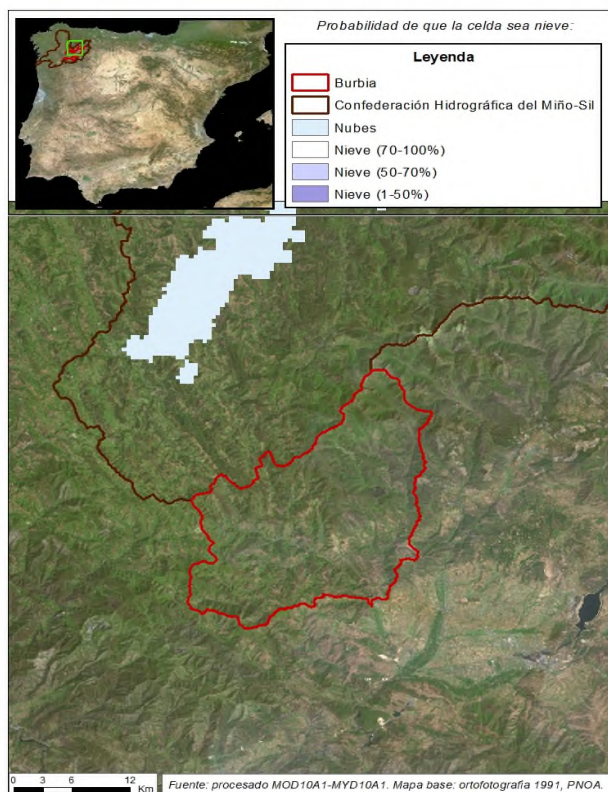 Probabilidad de que la celda sea nieve:
Leyenda
Burbia
Confederación Hidrográfica del Miño-Sil
Nubes
Nieve (70-100%)
Nieve (50-70%)
Nieve (1-50%)
0 3 6 12
Km
Fuente: procesado MOD10A1-MYD10A1. Mapa base: ortofotografía 1991, PNOA.